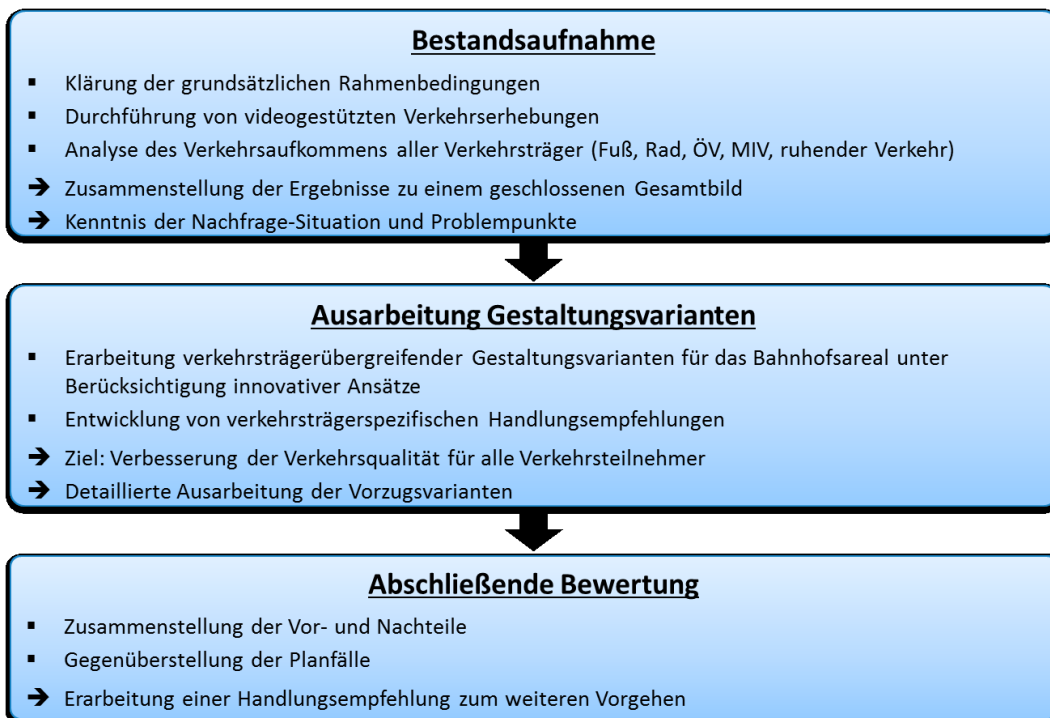 Bestandsaufnahme
▪ Klärung der grundsätzlichen Rahmenbedingungen
▪ Durchführung von videogestützten Verkehrserhebungen
▪ Analyse des Verkehrsaufkommens aller Verkehrsträger (Fuß, Rad, ÖV, MIV, ruhender Verkehr)
➔ Zusammenstellung der Ergebnisse zu einem geschlossenen Gesamtbild
➔ Kenntnis der Nachfrage-Situation und Problempunkte
Ausarbeitung Gestaltungsvarianten
▪ Erarbeitung verkehrsträgerübergreifender Gestaltungsvarianten für das Bahnhofsareal unter
Berücksichtigung innovativer Ansätze
▪ Entwicklung von verkehrsträgerspezifischen Handlungsempfehlungen
➔ Ziel: Verbesserung der Verkehrsqualität für alle Verkehrsteilnehmer
➔ Detaillierte Ausarbeitung der Vorzugsvarianten
Abschließende Bewertung
▪ Zusammenstellung der Vor- und Nachteile
▪ Gegenüberstellung der Planfälle
➔ Erarbeitung einer Handlungsempfehlung zum weiteren Vorgehen